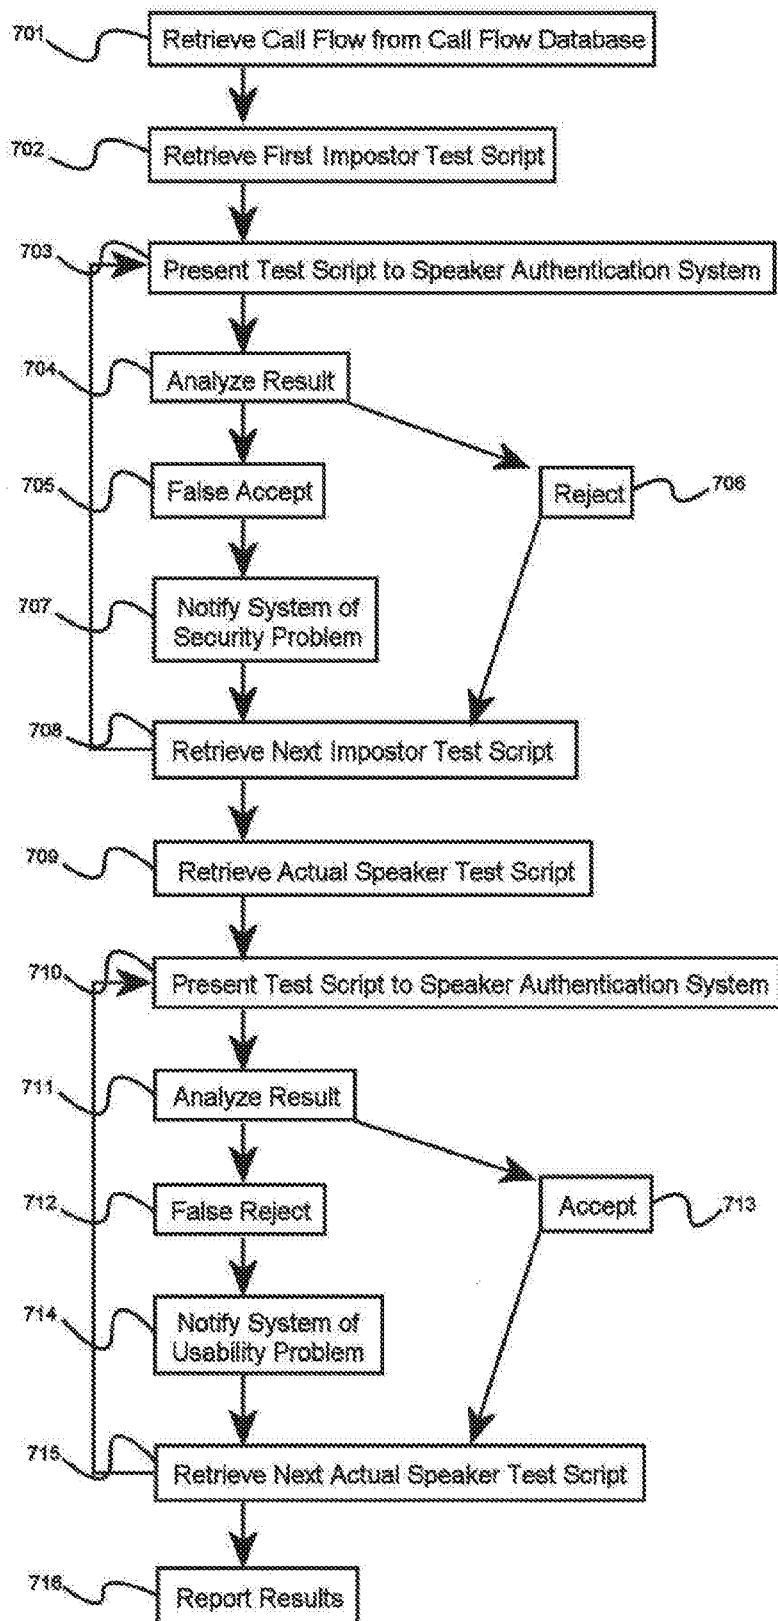 701 Retrieve Call Flow from Call Flow Database
702 Retrieve First Impostor Test Script
703 Present Test Script to Speaker Authentication System
704 Analyze Result
705 False Accept
Reject 706
707 Notify System of
Security Problem
708 Retrieve Next Impostor Test Script
709 Retrieve Actual Speaker Test Script
710 Present Test Script to Speaker Authentication System
711 Analyze Result
712 False Reject
Accept 713
714 Notify System of
Usability Problem
715 Retrieve Next Actual Speaker Test Script
716 Report Results